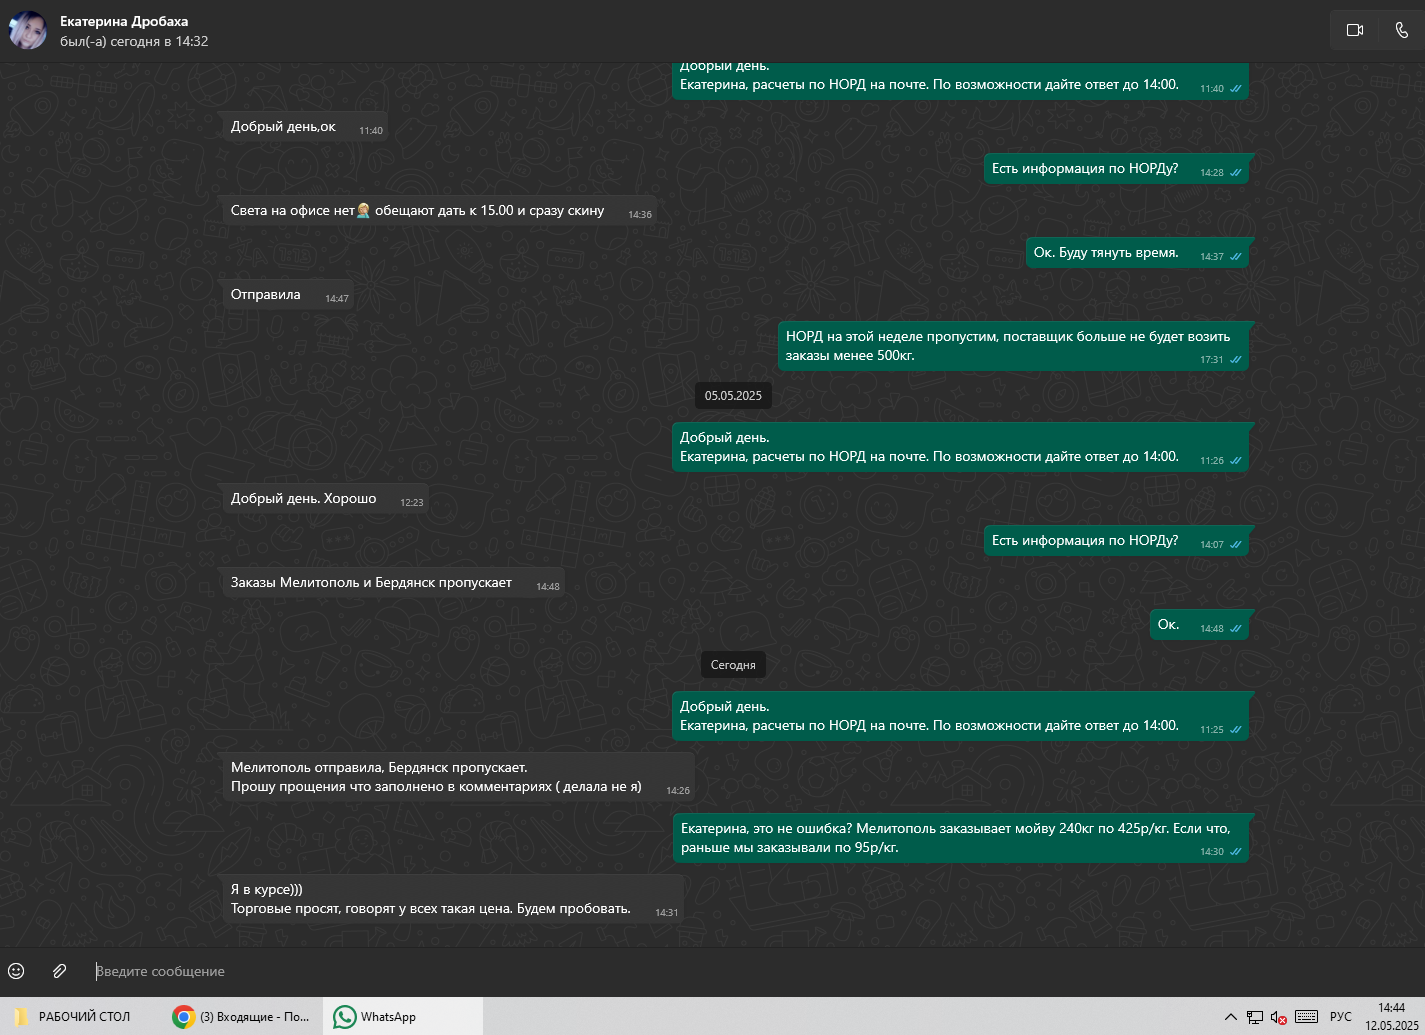 Екатерина Дробаха
был(-а) сегодня в 14:32
Добрый день.
Екатерина, расчеты по НОРД на почте. По возможности дайте ответ до 14:00.
11:40
Добрый день,ок
11:40
Есть информация по НОРДу?
14:28
Света на офисе нет🤦🏼‍♀️ обещают дать к 15.00 и сразу скину
14:36
Ок. Буду тянуть время.
14:37
Отправила
14:47
НОРД на этой неделе пропустим, поставщик больше не будет возить
заказы менее 500кг.
17:31
05.05.2025
Добрый день.
Екатерина, расчеты по НОРД на почте. По возможности дайте ответ до 14:00.
11:26
Добрый день. Хорошо
12:23
Есть информация по НОРДу?
14:07
Заказы Мелитополь и Бердянск пропускает
14:48
Ок.
14:48
Сегодня
Добрый день.
Екатерина, расчеты по НОРД на почте. По возможности дайте ответ до 14:00.
11:25
Мелитополь отправила, Бердянск пропускает.
Прошу прощения что заполнено в комментариях ( делала не я)
14:26
Екатерина, это не ошибка? Мелитополь заказывает мойву 240кг по 425р/кг. Если что,
раньше мы заказывали по 95р/кг.
14:30
Я в курсе)))
Торговые просят, говорят у всех такая цена. Будем пробовать.
14:31
Введите сообщение
РАБОЧИЙ СТОЛ
(3) Входящие - По...
WhatsApp
РУС
14:44
12.05.2025